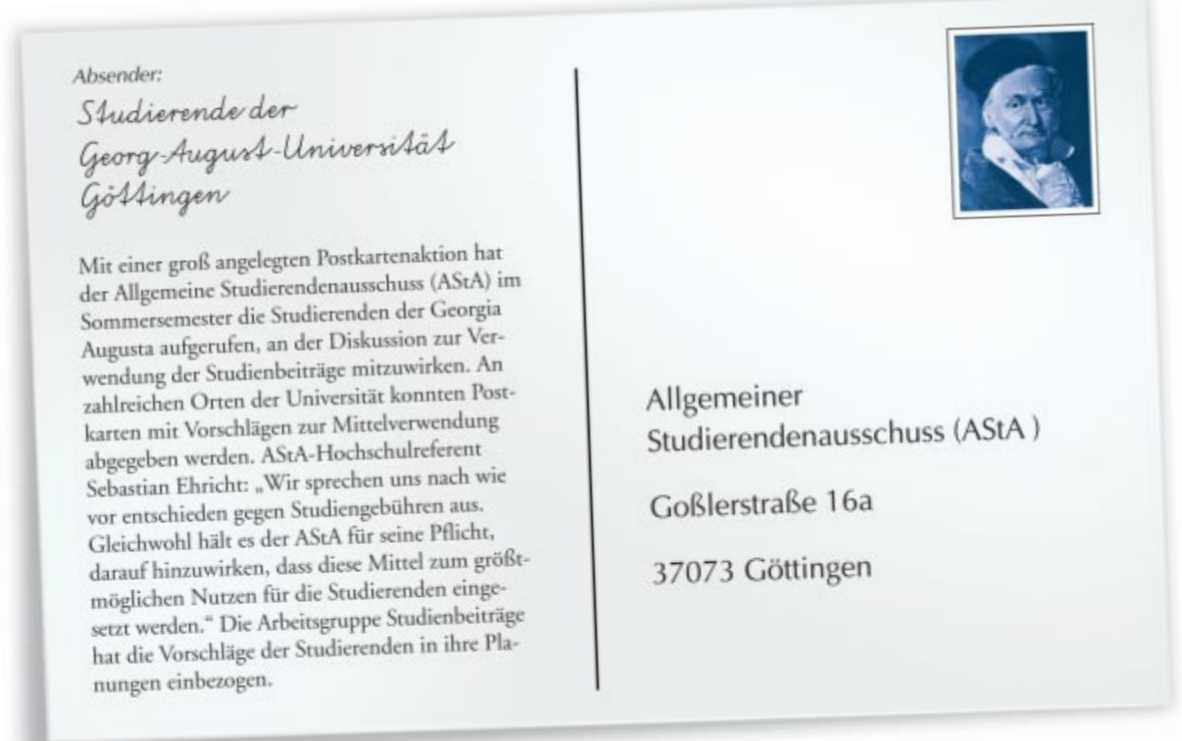 Absender:
Studierende der
Georg-August-Universität
Göttingen
Mit einer groß angelegten Postkartenaktion hat
der Allgemeine Studierendenausschuss (AStA) im
Sommersemester die Studierenden der Georgia
Augusta aufgerufen, an der Diskussion zur Ver-
wendung der Studienbeiträge mitzuwirken. An
zahlreichen Orten der Universität konnten Post-
karten mit Vorschlägen zur Mittelverwendung
abgegeben werden. AStA-Hochschulreferent
Sebastian Ehricht: „Wir sprechen uns nach wie
vor entschieden gegen Studiengebühren aus.
Gleichwohl hält es der AStA für seine Pflicht,
darauf hinzuwirken, dass diese Mittel zum größt-
möglichen Nutzen für die Studierenden einge-
setzt werden.“ Die Arbeitsgruppe Studienbeiträge
hat die Vorschläge der Studierenden in ihre Pla-
nungen einbezogen.
Allgemeiner
Studierendenausschuss (AStA )
Goßlerstraße 16a
37073 Göttingen